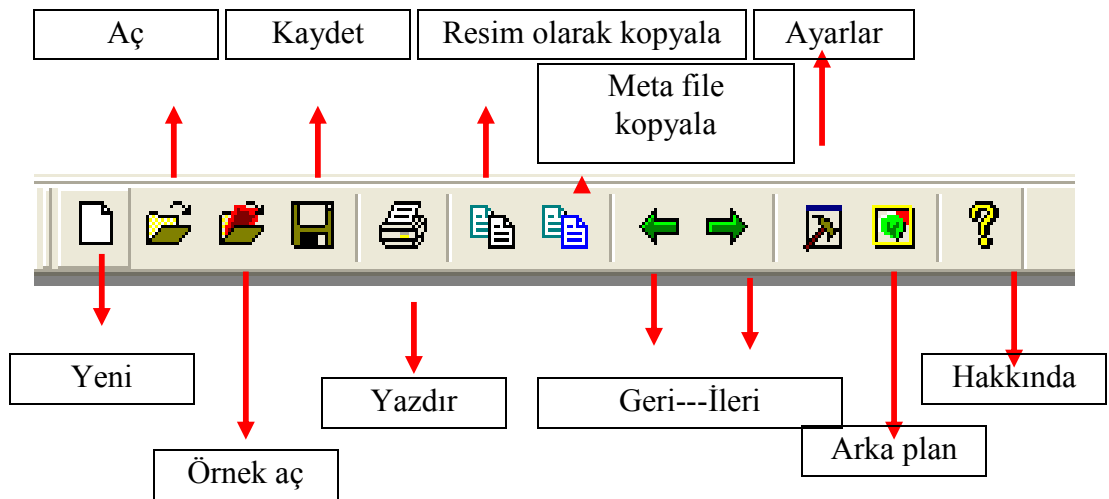 Aç
Kaydet
Resim olarak kopyala
Ayarlar
Meta file
kopyala
Yeni
Yazdır
Geri---İleri
Hakkında
Arka plan
Örnek aç